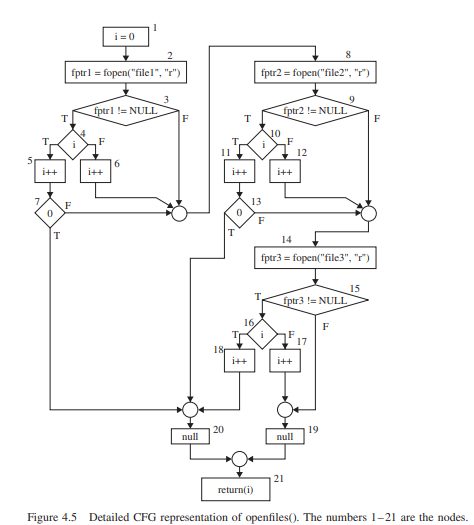 i = 0
1
2
fptr1 = fopen("file1", "r")
3
fptr1 != NULL
T
F
4
i
T
F
5
i++
6
i++
7
0
F
T
8
fptr2 = fopen("file2", "r")
9
fptr2 != NULL
T
F
10
i
T
F
11
i++
12
i++
13
0
F
T
14
fptr3 = fopen("file3", "r")
15
fptr3 != NULL
T
F
16
i
T
F
17
18
i++
i++
null
20
null
19
21
return(i)
Figure 4.5 Detailed CFG representation of openfiles(). The numbers 1–21 are the nodes.